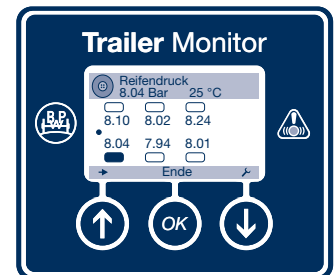 Trailer Monitor
Reifendruck
8.04 Bar 25 °C
8.10 8.02 8.24
BPW
8.04 7.94 8.01
Ende
OK